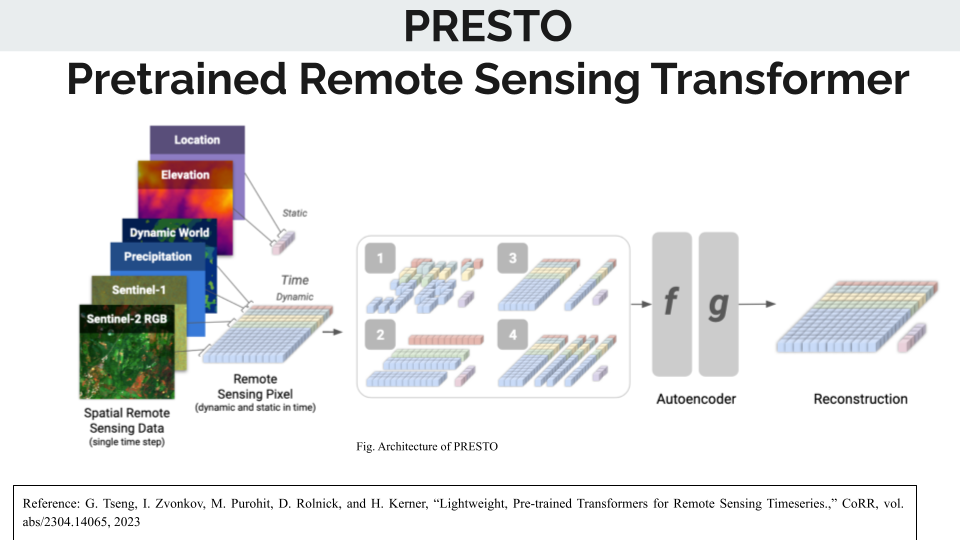 PRESTO
Pretrained Remote Sensing Transformer
Location
Elevation
Dynamic World
Precipitation
Sentinel-1
Sentinel-2 RGB
Static
Time
Dynamic
Spatial Remote
Sensing Data
(single time step)
Remote
Sensing Pixel
(dynamic and static in time)
1
3
2
4
f g
Autoencoder
Reconstruction
Fig. Architecture of PRESTO
Reference: G. Tseng, I. Zvonkov, M. Purohit, D. Rolnick, and H. Kerner, “Lightweight, Pre-trained Transformers for Remote Sensing Timeseries.,” CoRR, vol.
abs/2304.14065, 2023